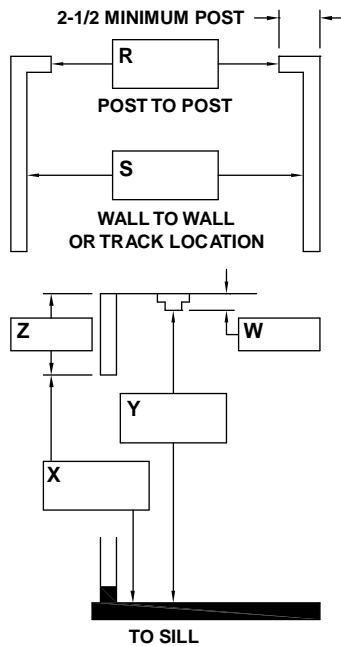 2-1/2 MINIMUM POST
R
POST TO POST
S
WALL TO WALL
OR TRACK LOCATION
Z
W
Y
X
TO SILL